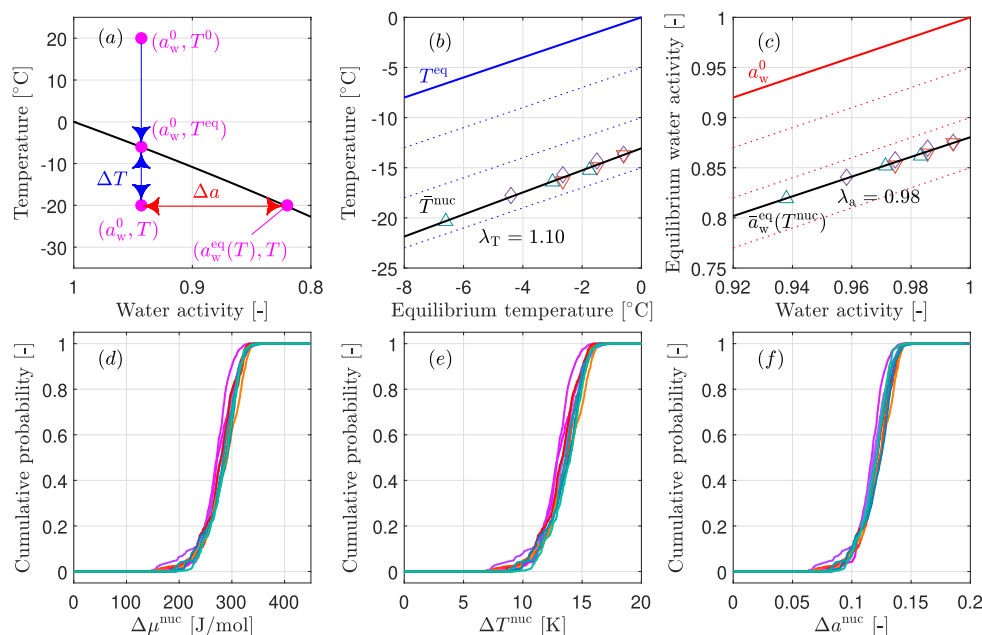 (a)
(a_w^0, T^0)
(a_w^0, T^eq)
ΔT
Δa
(a_w^0, T)
(a_w^eq(T), T)
20
10
0
-10
-20
-30
Temperature [°C]
1
0.9
0.8
Water activity [-]
(b)
T^eq
T̄^nuc
λ_T = 1.10
0
-5
-10
-15
-20
-25
Temperature [°C]
-8
-6
-4
-2
0
Equilibrium temperature [°C]
(c)
a_w^0
ā_w^eq(T^nuc)
λ_a = 0.98
1
0.95
0.9
0.85
0.8
0.75
Equilibrium water activity [-]
0.92
0.94
0.96
0.98
1
Water activity [-]
(d)
1
0.8
0.6
0.4
0.2
0
Cumulative probability [-]
0
100
200
300
400
Δμ^nuc [J/mol]
(e)
1
0.8
0.6
0.4
0.2
0
Cumulative probability [-]
0
5
10
15
20
ΔT^nuc [K]
(f)
1
0.8
0.6
0.4
0.2
0
Cumulative probability [-]
0
0.05
0.1
0.15
0.2
Δa^nuc [-]